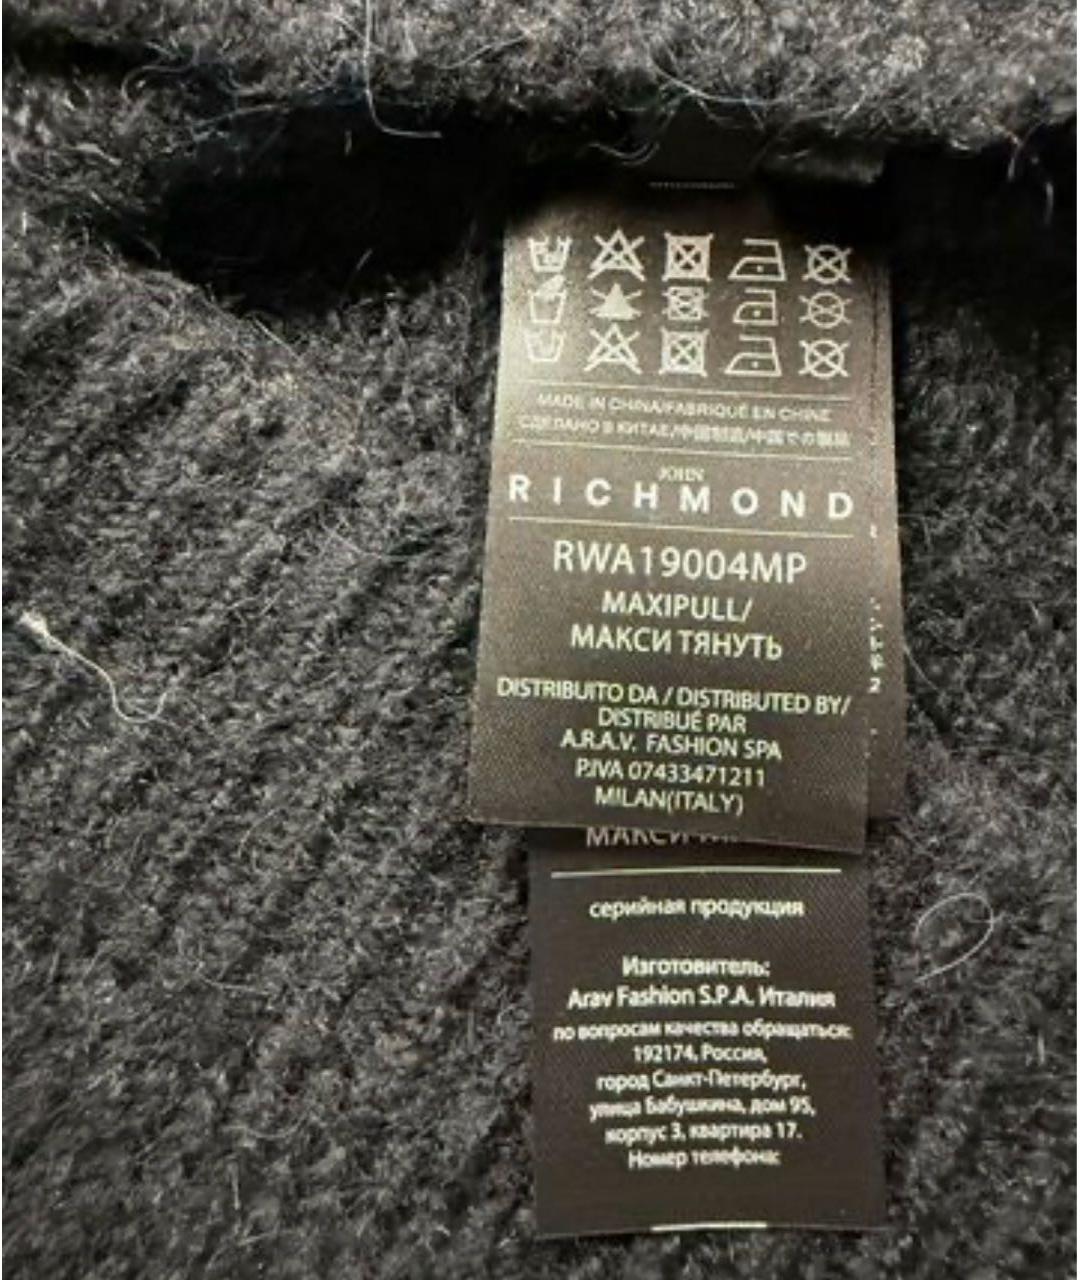 MADE IN CHINA/FABRIQUÉ EN CHINE
СДЕЛАНО В КИТАЕ/中国制造/中国での製品
JOHN
RICHMOND
RWA19004MP
MAXIPULL/
МАКСИ ТЯНУТЬ
DISTRIBUITO DA / DISTRIBUTED BY/
DISTRIBUÉ PAR
A.R.A.V. FASHION SPA
P.IVA 07433471211
MILAN(ITALY)
МАКСИ
серийная продукция
Изготовитель:
Arav Fashion S.P.A. Италия
по вопросам качества обращаться:
192174, Россия,
город Санкт-Петербург,
улица Бабушкина, дом 95,
корпус 3, квартира 17.
Номер телефона: